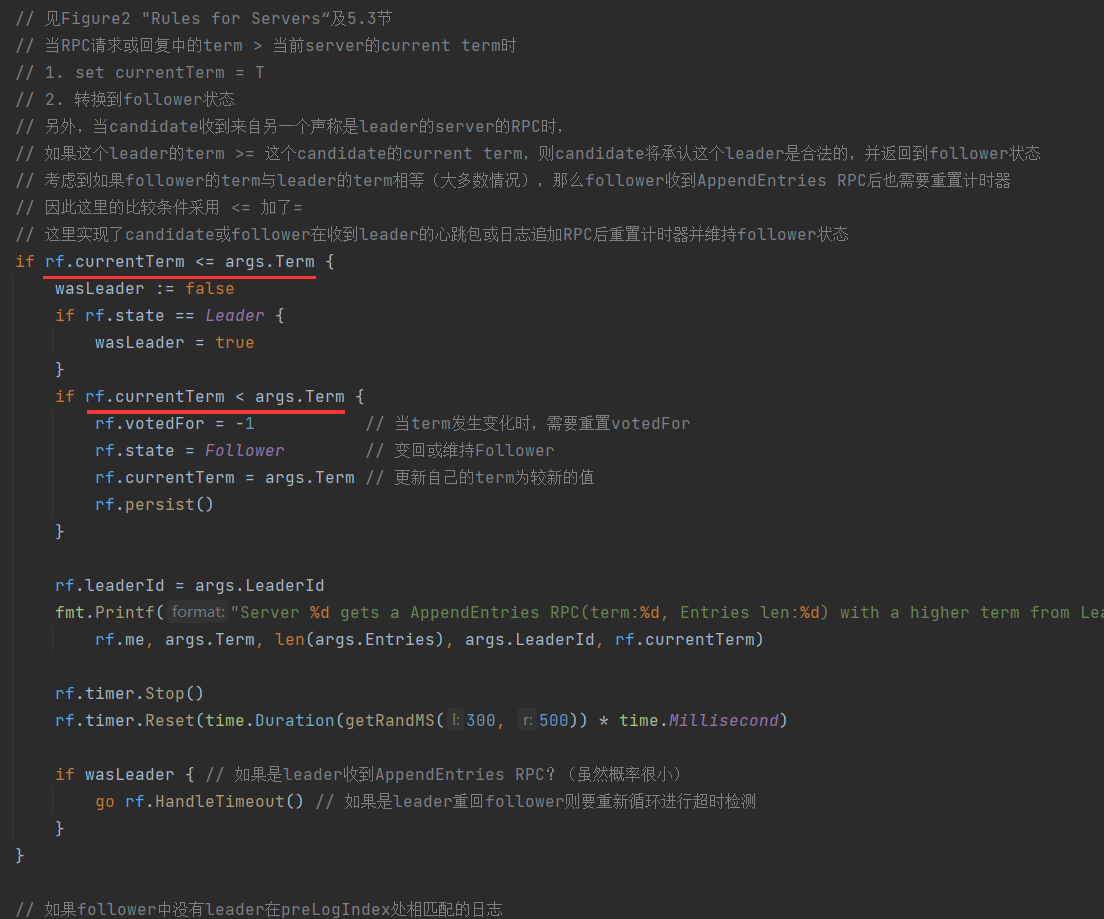 // 见Figure2 "Rules for Servers“及5.3节
// 当RPC请求或回复中的term > 当前server的current term时
// 1. set currentTerm = T
// 2. 转换到follower状态
// 另外，当candidate收到来自另一个声称是leader的server的RPC时，
// 如果这个leader的term >= 这个candidate的current term，则candidate将承认这个leader是合法的，并返回到follower状态
// 考虑到如果follower的term与leader的term相等（大多数情况），那么follower收到AppendEntries RPC后也需要重置计时器
// 因此这里的比较条件采用 <= 加了=
// 这里实现了candidate或follower在收到leader的心跳包或日志追加RPC后重置计时器并维持follower状态
if rf.currentTerm <= args.Term {
    wasLeader := false
    if rf.state == Leader {
        wasLeader = true
    }
    if rf.currentTerm < args.Term {
        rf.votedFor = -1           // 当term发生变化时，需要重置votedFor
        rf.state = Follower        // 变回或维持Follower
        rf.currentTerm = args.Term // 更新自己的term为较新的值
        rf.persist()
    }
    rf.leaderId = args.LeaderId
    fmt.Printf( format: "Server %d gets a AppendEntries RPC(term:%d, Entries len:%d) with a higher term from Lea
        rf.me, args.Term, len(args.Entries), args.LeaderId, rf.currentTerm)
    rf.timer.Stop()
    rf.timer.Reset(time.Duration(getRandMS( l: 300, r: 500)) * time.Millisecond)
    if wasLeader { // 如果是leader收到AppendEntries RPC？（虽然概率很小）
        go rf.HandleTimeout() // 如果是leader重回follower则要重新循环进行超时检测
    }
}
// 如果follower中没有leader在preLogIndex处相匹配的日志